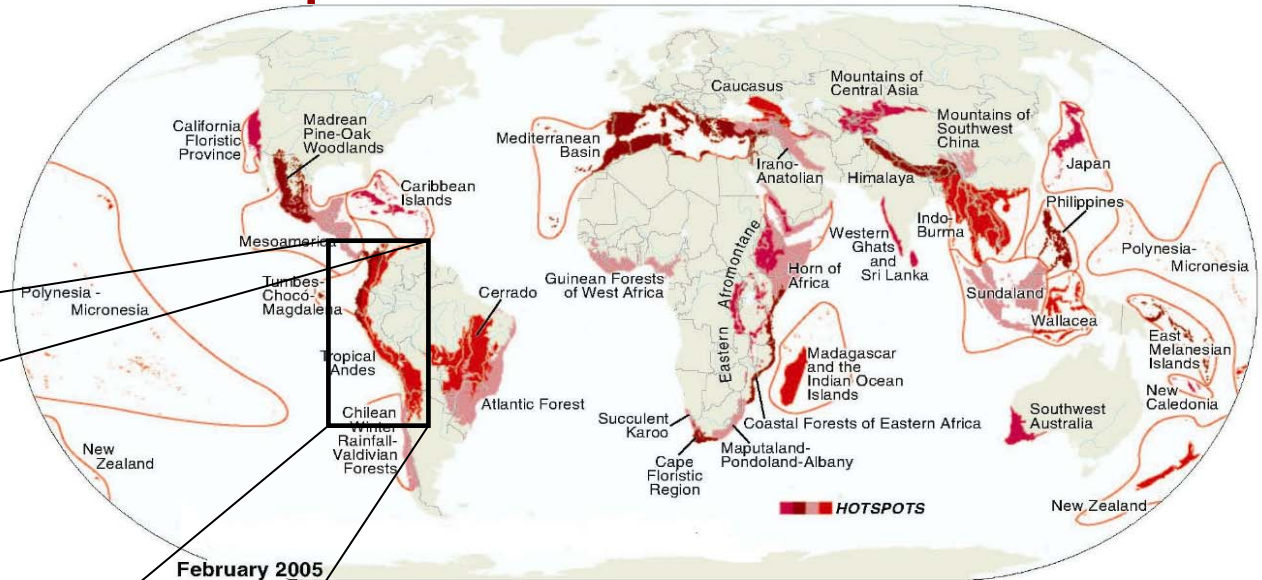 California
Floristic
Province
Madrean
Pine-Oak
Woodlands
Caribbean
Islands
Mesoamerica
Tumbes-
Chocó-
Magdalena
Polynesia -
Micronesia
Tropical
Andes
Cerrado
Atlantic Forest
Chilean
Winter
Rainfall-
Valdivian
Forests
New
Zealand
Mediterranean
Basin
Caucasus
Mountains of
Central Asia
Mountains of
Southwest
China
Irano-
Anatolian
Himalaya
Japan
Philippines
Indo-
Burma
Western
Ghats
and
Sri Lanka
Guinean Forests
of West Africa
Eastern Afromontane
Horn of
Africa
Sundaland
Wallacea
Polynesia-
Micronesia
East
Melanesian
Islands
New
Caledonia
Madagascar
and the
Indian Ocean
Islands
Southwest
Australia
Succulent
Karoo
Coastal Forests of Eastern Africa
Cape
Floristic
Region
Maputaland-
Pondoland-Albany
New Zealand
HOTSPOTS
February 2005